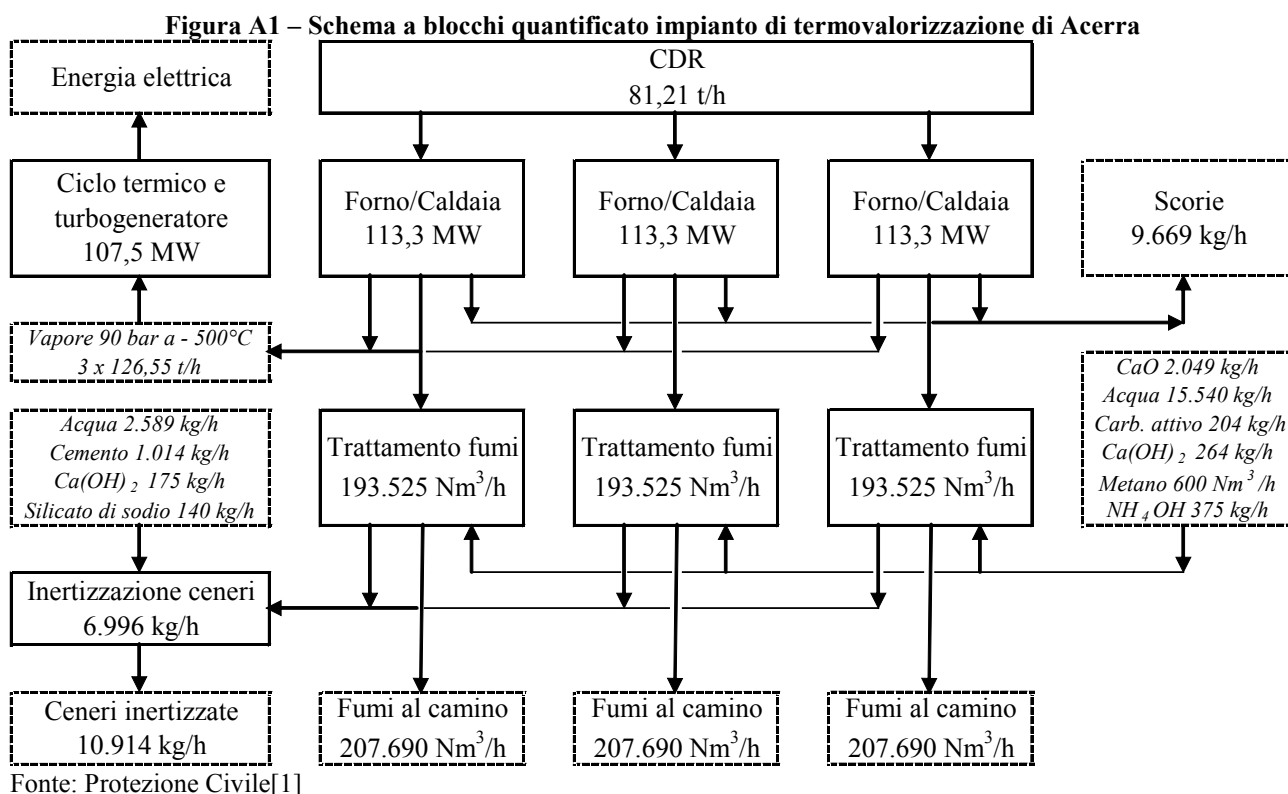 Figura A1 – Schema a blocchi quantificato impianto di termovalorizzazione di Acerra
Energia elettrica
CDR
81,21 t/h
Ciclo termico e
turbogeneratore
107,5 MW
Forno/Caldaia
113,3 MW
Forno/Caldaia
113,3 MW
Forno/Caldaia
113,3 MW
Scorie
9.669 kg/h
Vapore 90 bar a - 500°C
3 x 126,55 t/h
Acqua 2.589 kg/h
Cemento 1.014 kg/h
Ca(OH)₂ 175 kg/h
Silicato di sodio 140 kg/h
Trattamento fumi
193.525 Nm³/h
Trattamento fumi
193.525 Nm³/h
Trattamento fumi
193.525 Nm³/h
CaO 2.049 kg/h
Acqua 15.540 kg/h
Carb. attivo 204 kg/h
Ca(OH)₂ 264 kg/h
Metano 600 Nm³/h
NH₄OH 375 kg/h
Inertizzazione ceneri
6.996 kg/h
Ceneri inertizzate
10.914 kg/h
Fumi al camino
207.690 Nm³/h
Fumi al camino
207.690 Nm³/h
Fumi al camino
207.690 Nm³/h
Fonte: Protezione Civile[1]